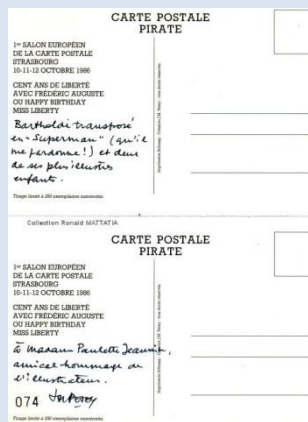 CARTE POSTALE
PIRATE
1er SALON EUROPÉEN
DE LA CARTE POSTALE
STRASBOURG
10-11-12 OCTOBRE 1986
CENT ANS DE LIBERTÉ
AVEC FRÉDÉRIC AUGUSTE
OU HAPPY BIRTHDAY
MISS LIBERTY
Bartholdi transposé
en "Superman" (qu'il
me pardonne !) et deux
de ses plus illustres
enfants.
Tirage limité à 250 exemplaires numérotés
Collection Ronald MATTATIA
CARTE POSTALE
PIRATE
1er SALON EUROPÉEN
DE LA CARTE POSTALE
STRASBOURG
10-11-12 OCTOBRE 1986
CENT ANS DE LIBERTÉ
AVEC FRÉDÉRIC AUGUSTE
OU HAPPY BIRTHDAY
MISS LIBERTY
à Madame Paulette
amical hommage de
l'illustrateur.
074
Tirage limité à 250 exemplaires numérotés